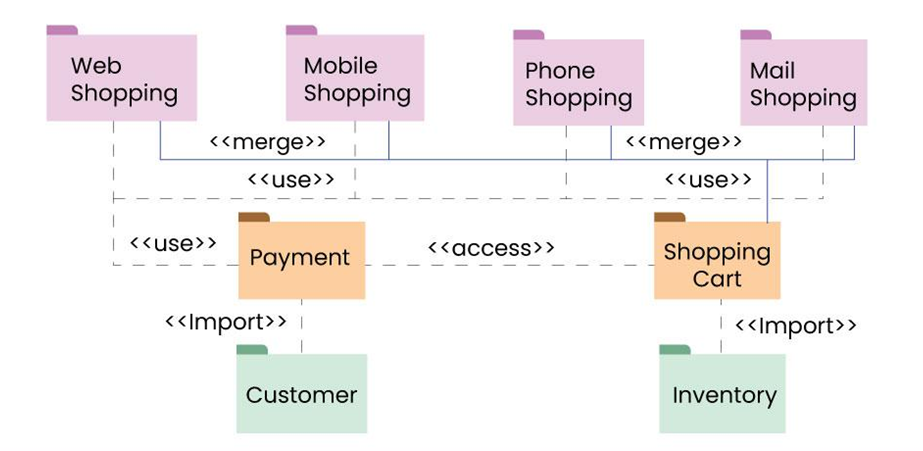 Web
Shopping
Mobile
Shopping
Phone
Shopping
Mail
Shopping
<<merge>>
<<merge>>
<<use>>
<<use>>
<<use>>
Payment
<<access>>
Shopping
Cart
<<Import>>
<<Import>>
Customer
Inventory